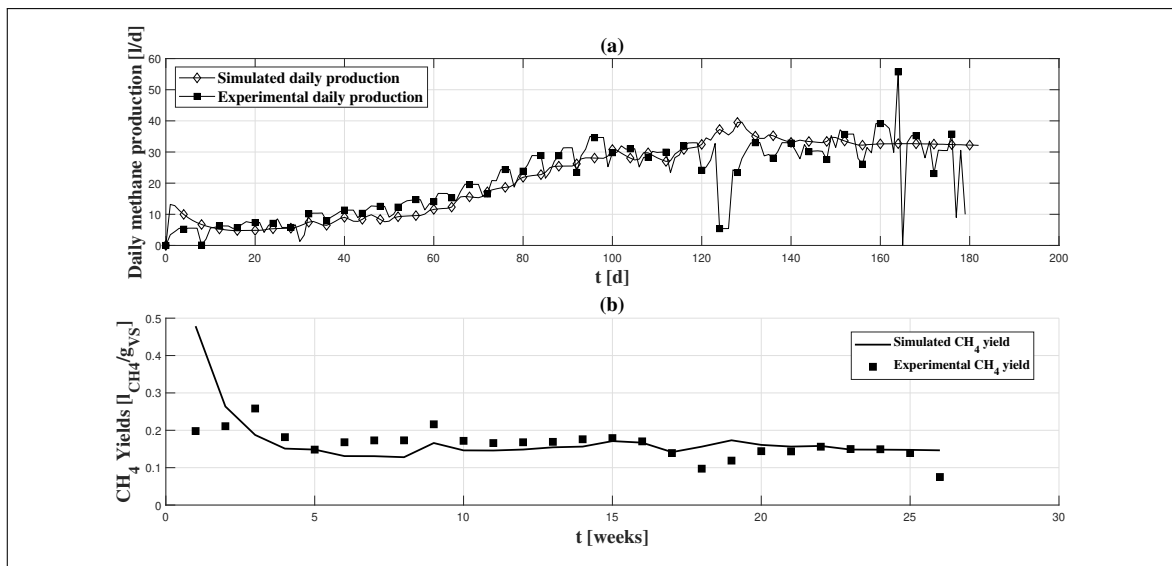 (a)
Daily methane production [l/d]
60
50
40
30
20
10
0
Simulated daily production
Experimental daily production
0 20 40 60 80 100 120 140 160 180 200
t [d]
(b)
CH4 Yields [lCH4/gVS]
0.5
0.4
0.3
0.2
0.1
0
Simulated CH4 yield
Experimental CH4 yield
0 5 10 15 20 25 30
t [weeks]